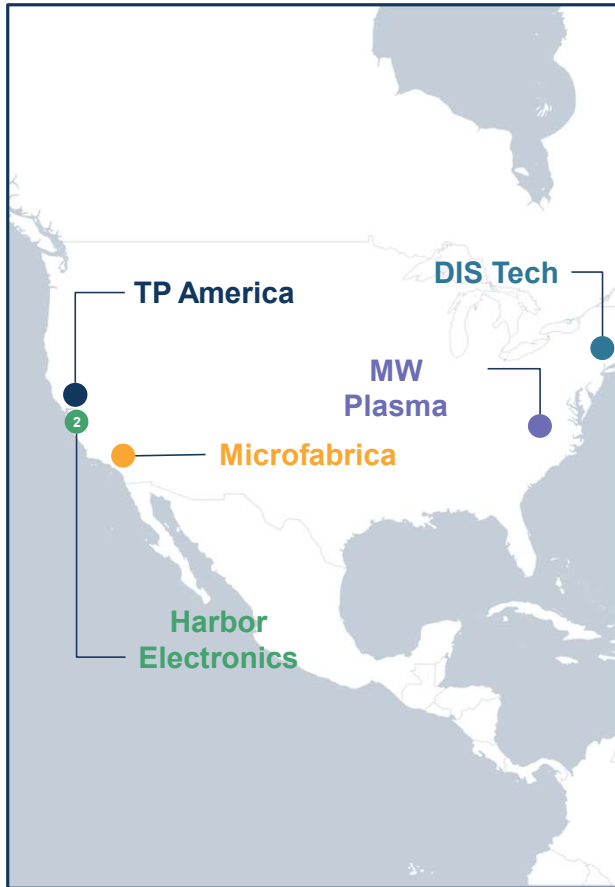 DIS Tech
TP America
MW
Plasma
2
Microfabrica
Harbor
Electronics